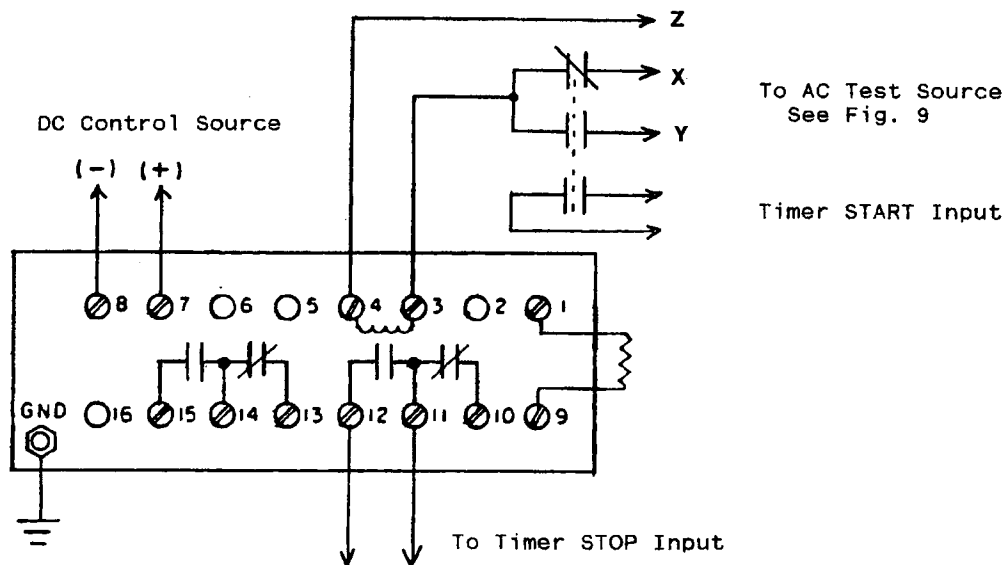 Z
X
To AC Test Source
See Fig. 9
DC Control Source
Y
(-) (+)
Timer START Input
8 7 6 5 4 3 2 1
GND 16 15 14 13 12 11 10 9
To Timer STOP Input